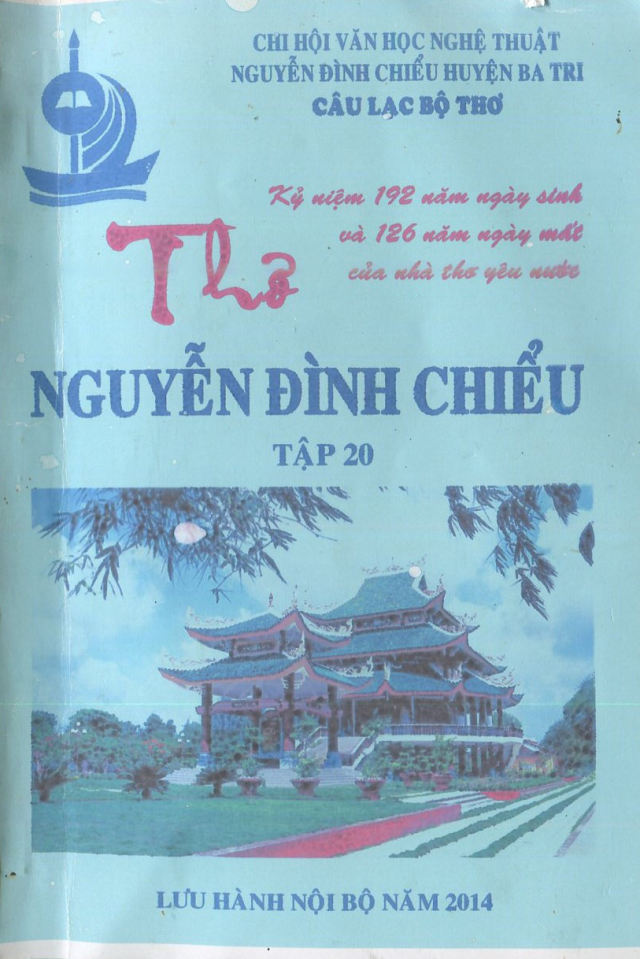 CHI HỘI VĂN HỌC NGHỆ THUẬT
NGUYỄN ĐÌNH CHIỂU HUYỆN BA TRI
CÂU LẠC BỘ THƠ
Kỷ niệm 192 năm ngày sinh
và 126 năm ngày mất
của nhà thơ yêu nước
Thơ
NGUYỄN ĐÌNH CHIỂU
TẬP 20
LƯU HÀNH NỘI BỘ NĂM 2014